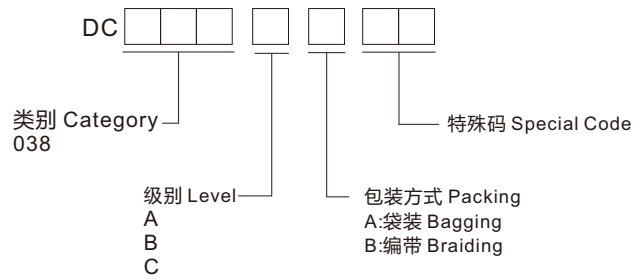 DC
类别 Category
038
特殊码 Special Code
级别 Level
A
B
C
包装方式 Packing
A:袋装 Bagging
B:编带 Braiding